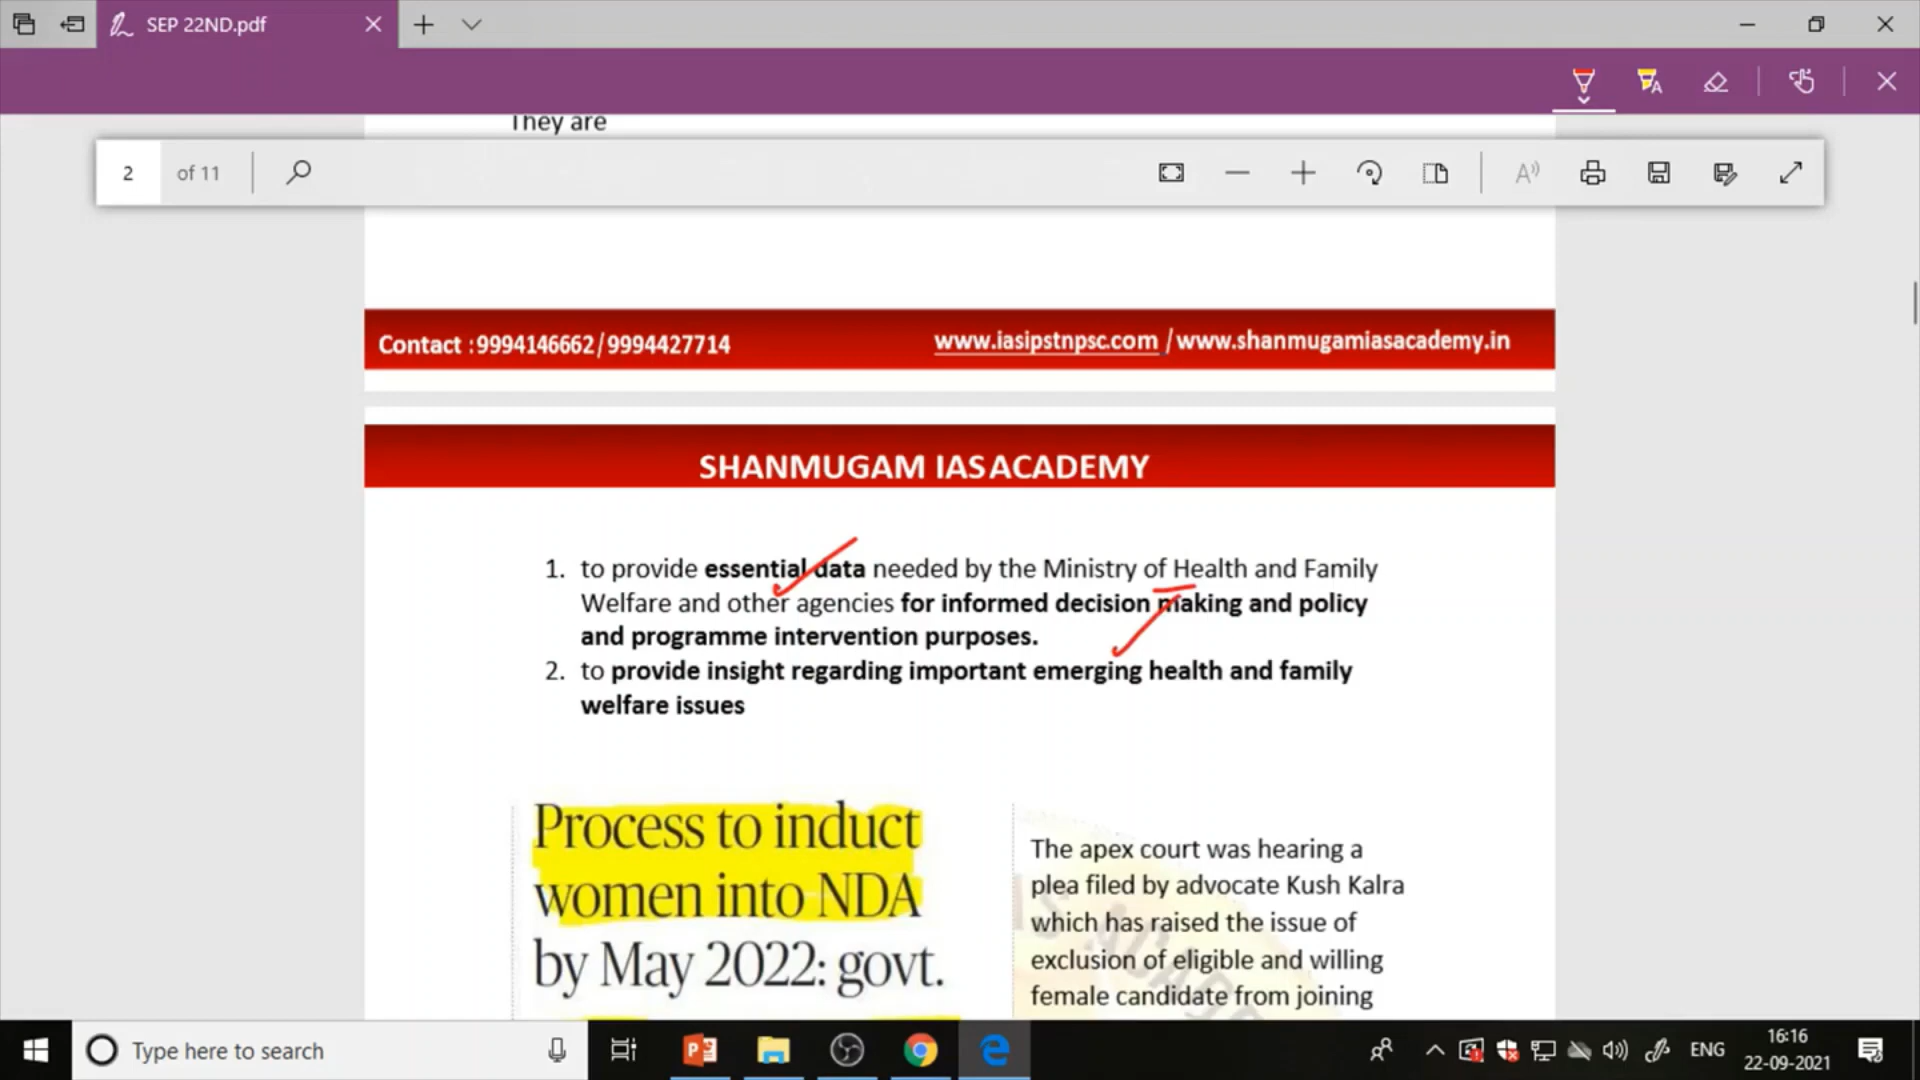 SEP 22ND.pdf
They are
2 of 11
Contact : 9994146662/9994427714
www.iasipstnpsc.com /www.shanmugamiasacademy.in
SHANMUGAM IAS ACADEMY
1. to provide essential data needed by the Ministry of Health and Family
Welfare and other agencies for informed decision making and policy
and programme intervention purposes.
2. to provide insight regarding important emerging health and family
welfare issues
Process to induct
women into NDA
by May 2022: govt.
The apex court was hearing a
plea filed by advocate Kush Kalra
which has raised the issue of
exclusion of eligible and willing
female candidate from joining
Type here to search
ENG
16:16
22-09-2021